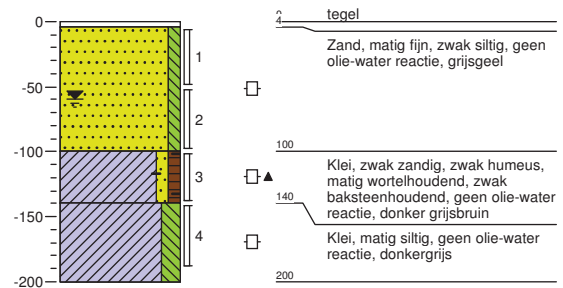 0
-50
-100
-150
-200
1
2
3
4
0
4
tegel
Zand, matig fijn, zwak siltig, geen
olie-water reactie, grijsgeel
100
Klei, zwak zandig, zwak humeus,
matig wortelhoudend, zwak
baksteenhoudend, geen olie-water
reactie, donker grijsbruin
140
Klei, matig siltig, geen olie-water
reactie, donkergrijs
200